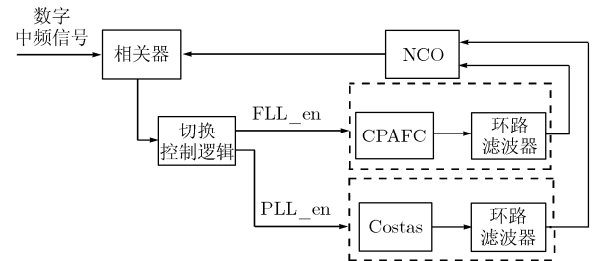 数字
中频信号
相关器
NCO
FLL_en
CPAFC
环路
滤波器
切换
控制逻辑
PLL_en
Costas
环路
滤波器